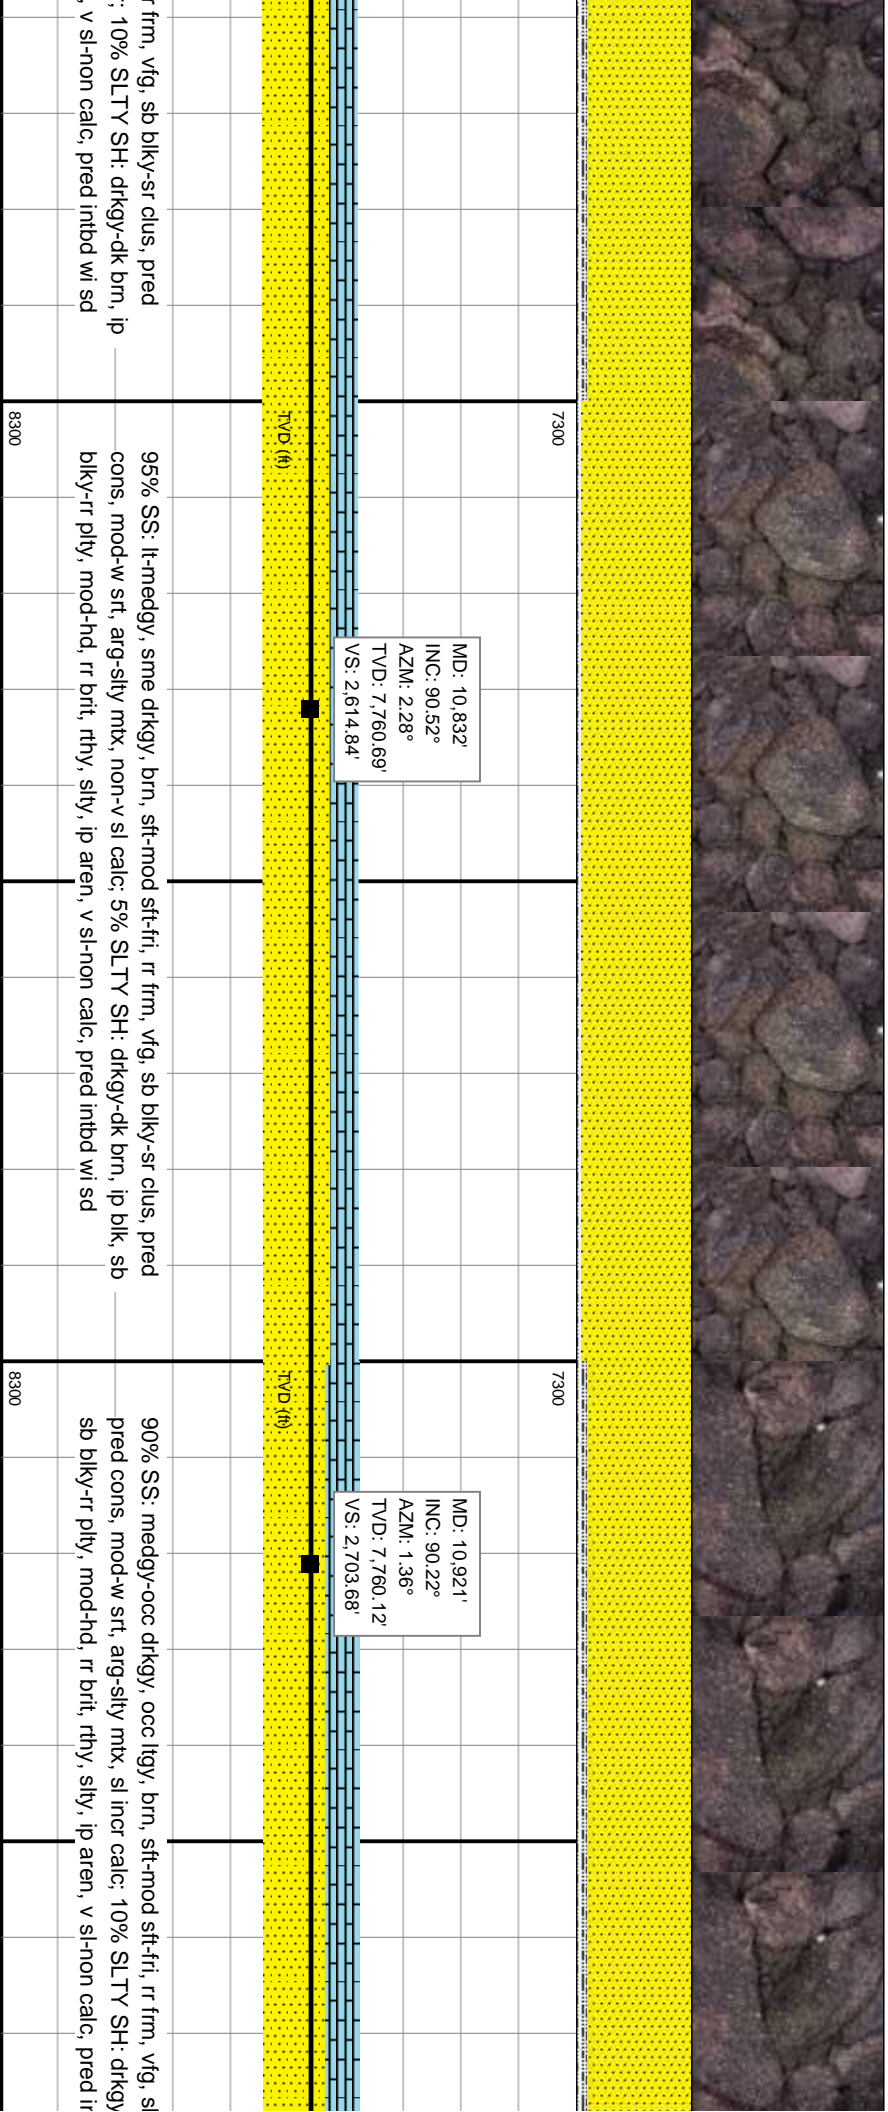 r frm, vfg, sb blky-sr clus, pred
; 10% SLTY SH: drkgy-dk brn, ip
, v sl-non calc, pred intbd wi sd
7300
TVD (ft)
8300
MD: 10,832'
INC: 90.52°
AZM: 2.28°
TVD: 7,760.69'
VS: 2,614.84'
95% SS: lt-medgy, sme drkgy, brn, sft-mod sft-fri, rr frm, vfg, sb blky-sr clus, pred
cons, mod-w srt, arg-slty mtx, non-v sl calc; 5% SLTY SH: drkgy-dk brn, ip blk, sb
blky-rr plty, mod-hd, rr brit, rthy, slty, ip aren, v sl-non calc, pred intbd wi sd
7300
TVD (ft)
8300
MD: 10,921'
INC: 90.22°
AZM: 1.36°
TVD: 7,760.12'
VS: 2,703.68'
90% SS: medgy-occ drkgy, occ ltgy, brn, sft-mod sft-fri, rr frm, vfg, sl
pred cons, mod-w srt, arg-slty mtx, sl incr calc; 10% SLTY SH: drkgy
sb blky-rr plty, mod-hd, rr brit, rthy, slty, ip aren, v sl-non calc, pred ir